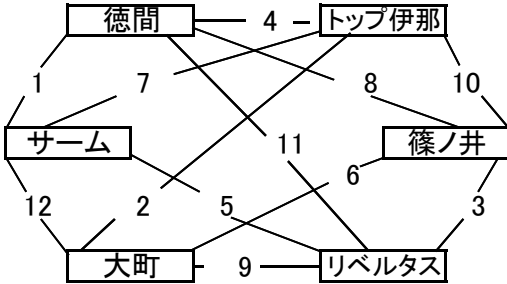 徳間 4 トップ伊那
1 7 8 10
サーム 11 篠ノ井
6
12 2 5 3
大町 9 リベルタス